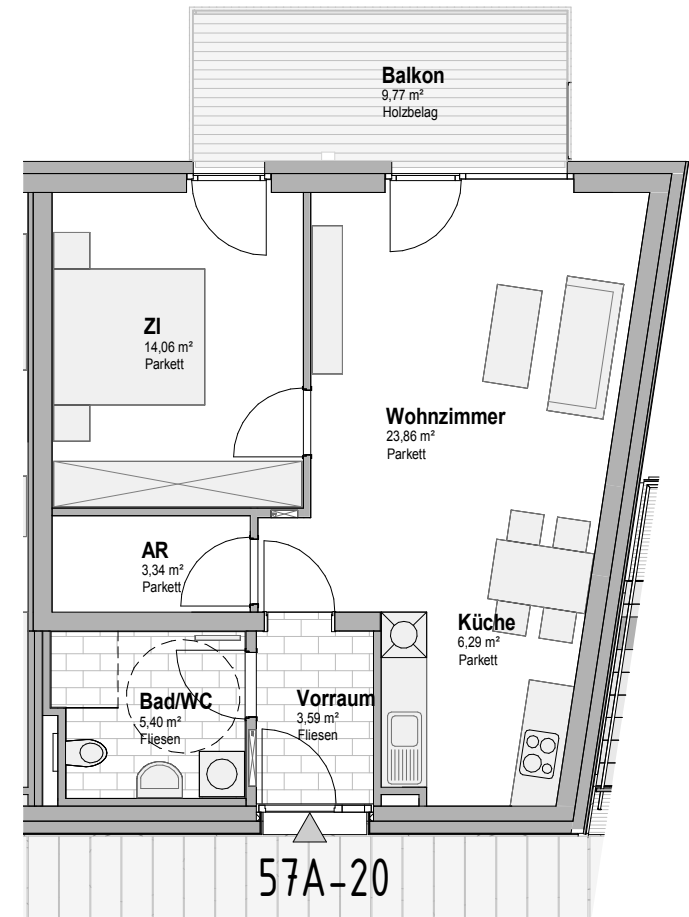 Balkon
9,77 m²
Holzbelag
ZI
14,06 m²
Parkett
Wohnzimmer
23,86 m²
Parkett
AR
3,34 m²
Parkett
Küche
6,29 m²
Parkett
Bad/WC
5,40 m²
Fliesen
Vorraum
3,59 m²
Fliesen
57A-20